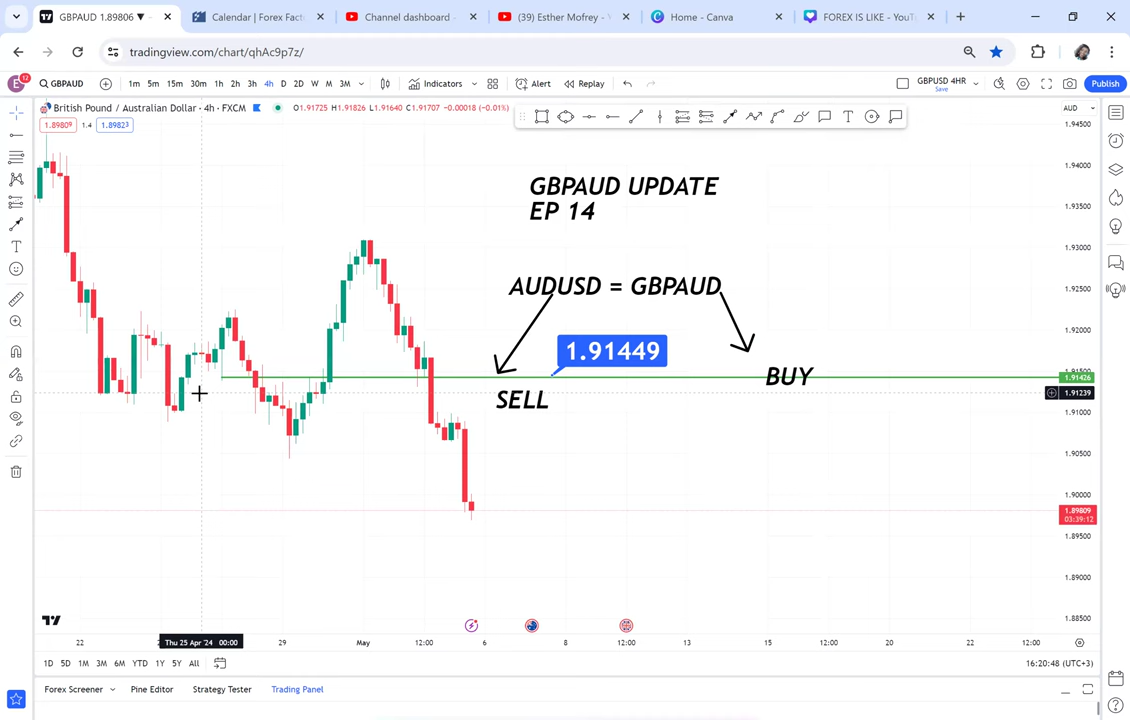 GBPAUD 1.89806 ▼
Calendar | Forex Fact
Channel dashboard -
(39) Esther Mofrey -
Home - Canva
FOREX IS LIKE - YouT
tradingview.com/chart/qhAc9p7z/
E 12
GBPAUD
1m 5m 15m 30m 1h 2h 3h 4h D 2D W M 3M
Indicators
Alert
Replay
GBPUSD 4HR
Save
Publish
British Pound / Australian Dollar · 4h · FXCM
O1.91725 H1.91826 L1.91640 C1.91707 -0.00018 (-0.01%)
AUD
1.89809 1.4 1.89823
1.94500
1.94000
1.93500
1.93000
1.92500
1.92000
1.91500
1.91426
1.91239
1.91000
1.90500
1.90000
1.89809
03:39:12
1.89500
1.89000
1.88500
GBPAUD UPDATE
EP 14
AUDUSD = GBPAUD
1.91449
BUY
SELL
22 Thu 25 Apr '24 00:00 29 May 12:00 6 8 12:00 13 15 12:00 20 22 12:00
1D 5D 1M 3M 6M YTD 1Y 5Y All
16:20:48 (UTC+3)
Forex Screener Pine Editor Strategy Tester Trading Panel